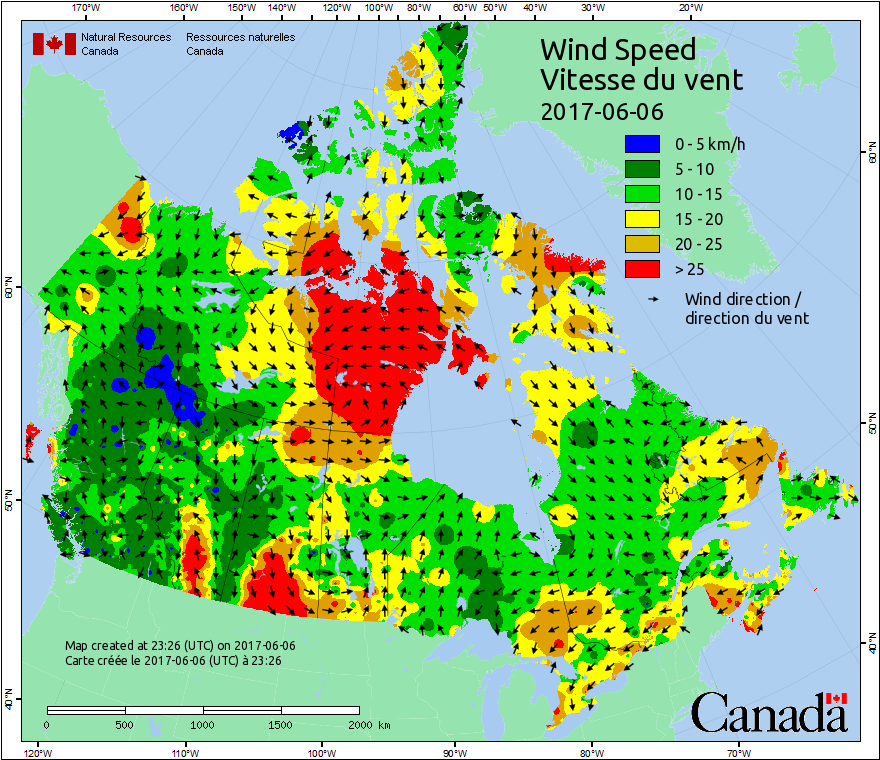 170°W 160°W 150°W 140°W 120°W 100°W 80°W 60°W 50°W 40°W 30°W 20°W
Natural Resources Canada
Ressources naturelles Canada
Wind Speed
Vitesse du vent
2017-06-06
0 - 5 km/h
5 - 10
10 - 15
15 - 20
20 - 25
> 25
Wind direction /
direction du vent
60°N
50°N
40°N
60°N
50°N
40°N
Map created at 23:26 (UTC) on 2017-06-06
Carte créée le 2017-06-06 (UTC) à 23:26
0 500 1000 1500 2000 km
Canada
120°W 110°W 100°W 90°W 80°W 70°W